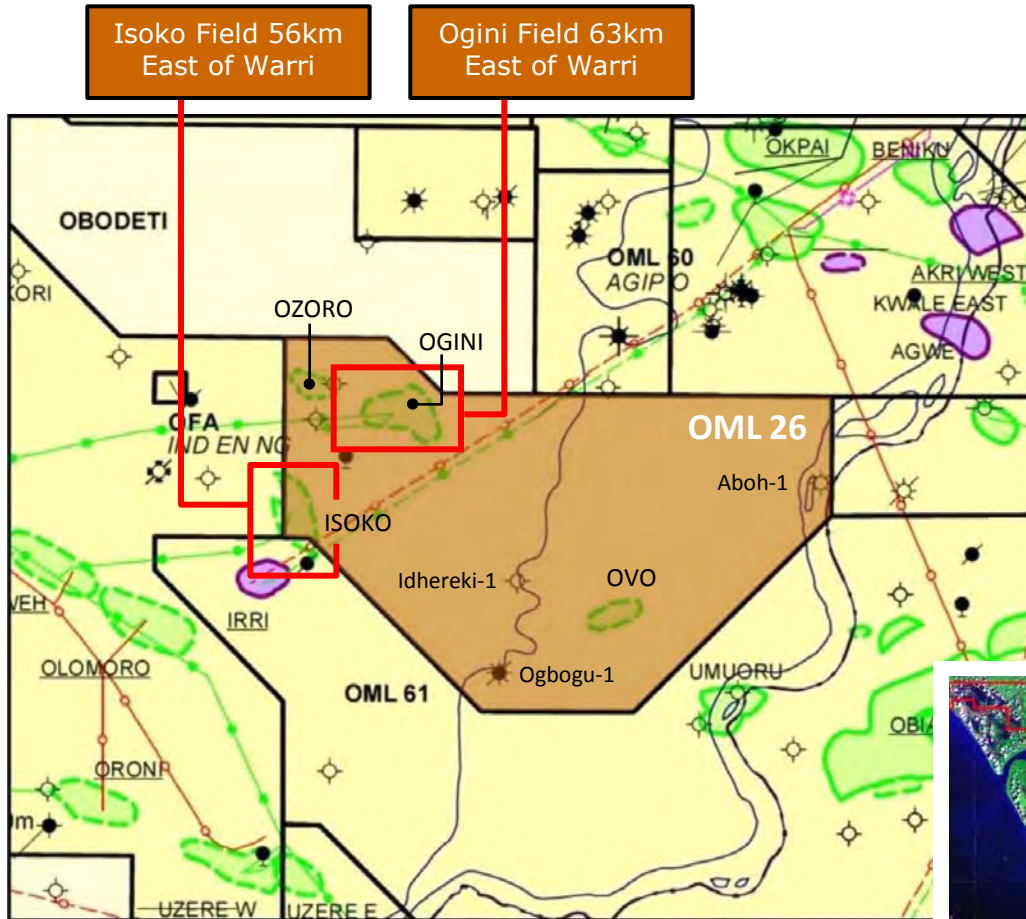 Isoko Field 56km
East of Warri
Ogini Field 63km
East of Warri
OKPAI
BENIKU
OBODETI
OML 60
AGIP O
AKRI WEST
KORI
KWALE EAST
OZORO
OGINI
AGWE
OFA
IND EN NG
OML 26
Aboh-1
ISOKO
Idhereki-1
OVO
WEH
IRRI
OLOMORO
OML 61
Ogbogu-1
UMUORU
OBIA
ORONI
0m
UZERE W
UZERE E